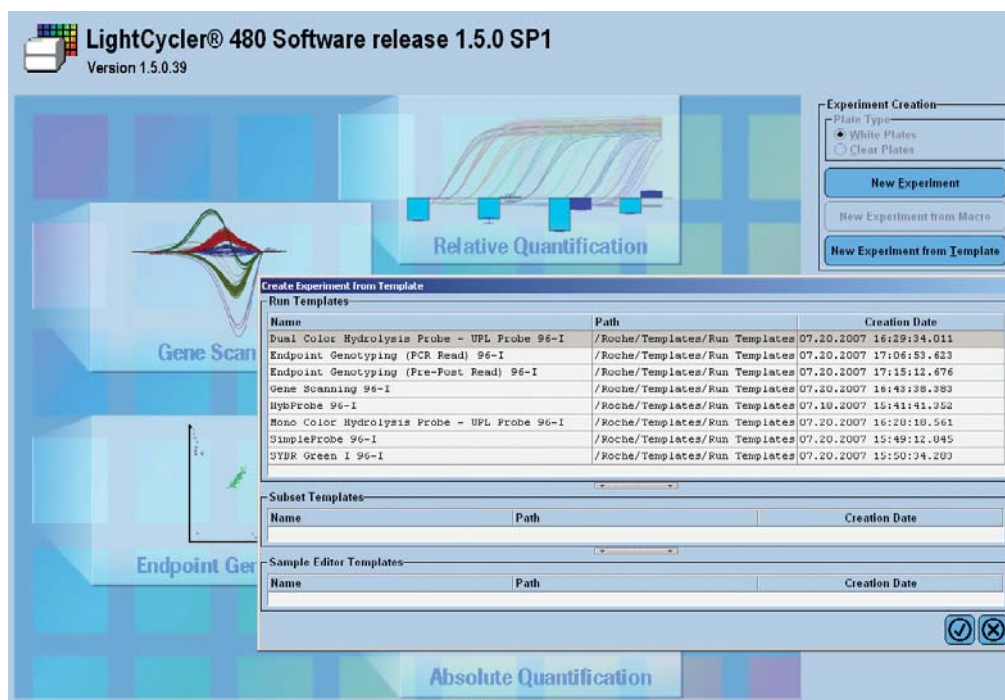 LightCycler® 480 Software release 1.5.0 SP1
Version 1.5.0.39
Experiment Creation
Plate Type
White Plates
Clear Plates
New Experiment
New Experiment from Macro
New Experiment from Template
Relative Quantification
Gene Scan
Endpoint Ger
Absolute Quantification
Create Experiment from Template
Run Templates
Name Path Creation Date
Dual Color Hydrolysis Probe - UPL Probe 96-I /Roche/Templates/Run Templates 07.20.2007 16:29:34.011
Endpoint Genotyping (PCR Read) 96-I /Roche/Templates/Run Templates 07.20.2007 17:06:53.623
Endpoint Genotyping (Pre-Post Read) 96-I /Roche/Templates/Run Templates 07.20.2007 17:15:12.676
Gene Scanning 96-I /Roche/Templates/Run Templates 07.20.2007 16:43:38.383
HybProbe 96-I /Roche/Templates/Run Templates 07.18.2007 15:41:41.352
Mono Color Hydrolysis Probe - UPL Probe 96-I /Roche/Templates/Run Templates 07.20.2007 16:28:18.561
SimpleProbe 96-I /Roche/Templates/Run Templates 07.20.2007 15:49:12.845
SYBR Green I 96-I /Roche/Templates/Run Templates 07.20.2007 15:50:34.283
Subset Templates
Name Path Creation Date
Sample Editor Templates
Name Path Creation Date